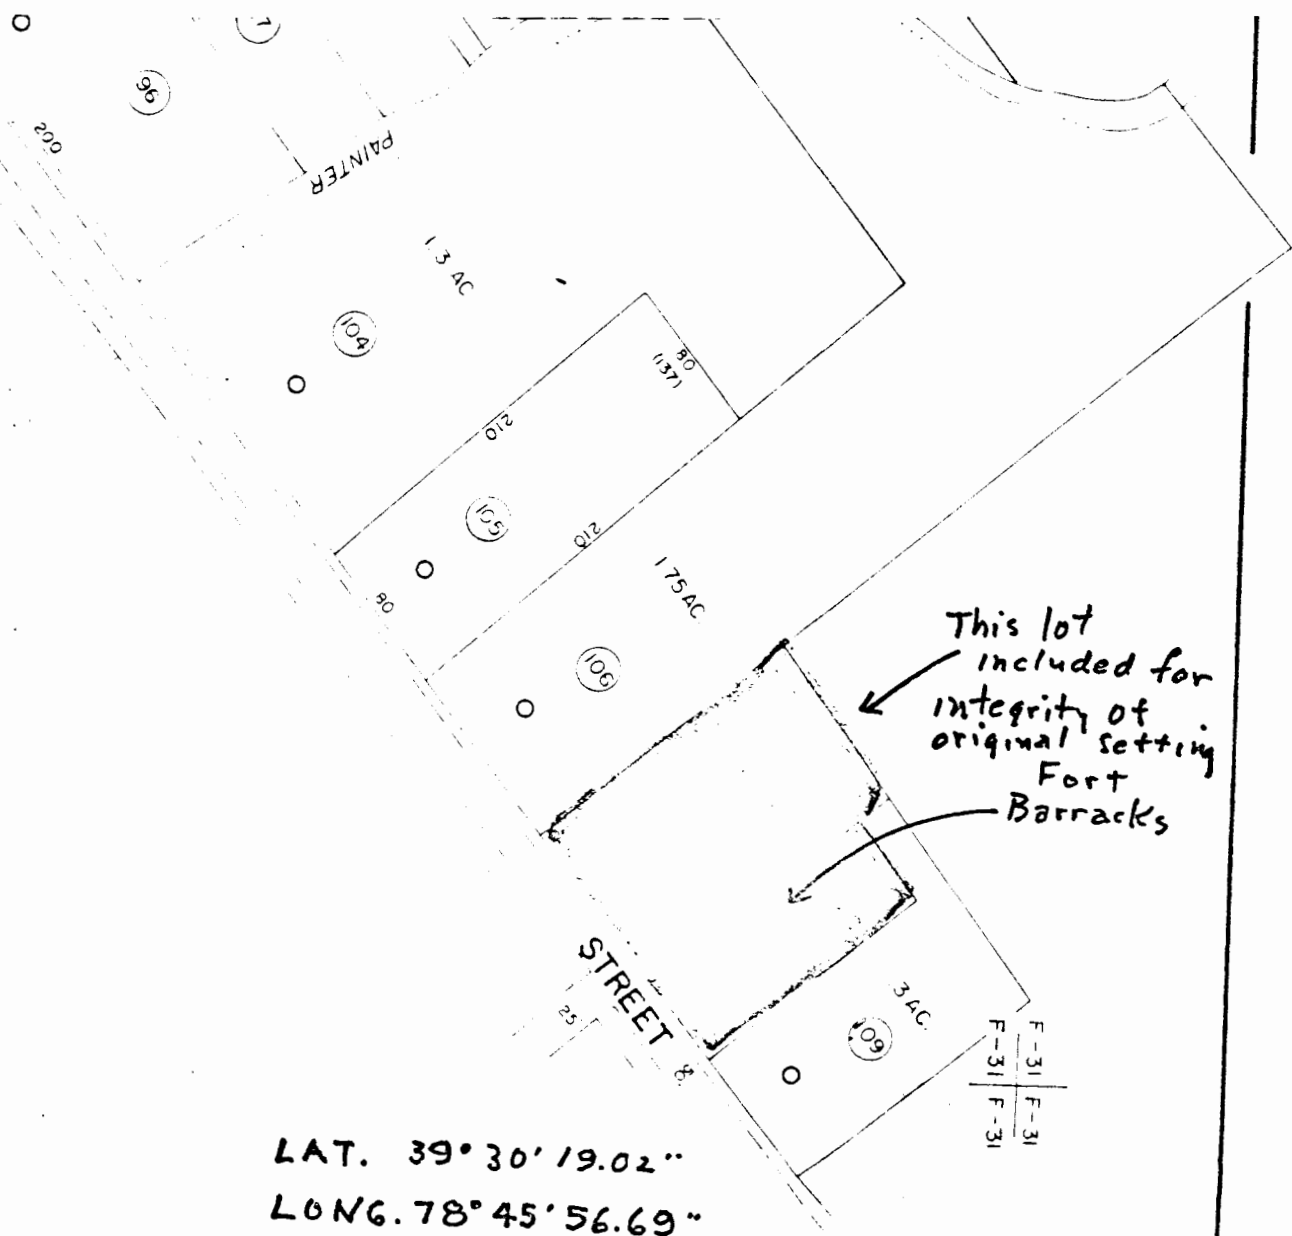 96
200
PAINTER
1.3 AC
104
80
(137)
210
105
210
80
1.75 AC
106
This lot
included for
integrity of
original setting
Fort
Barracks
STREET
25
8
3 AC.
109
F-31 F-31
F-31 F-31
LAT. 39° 30' 19.02"
LONG. 78° 45' 56.69"